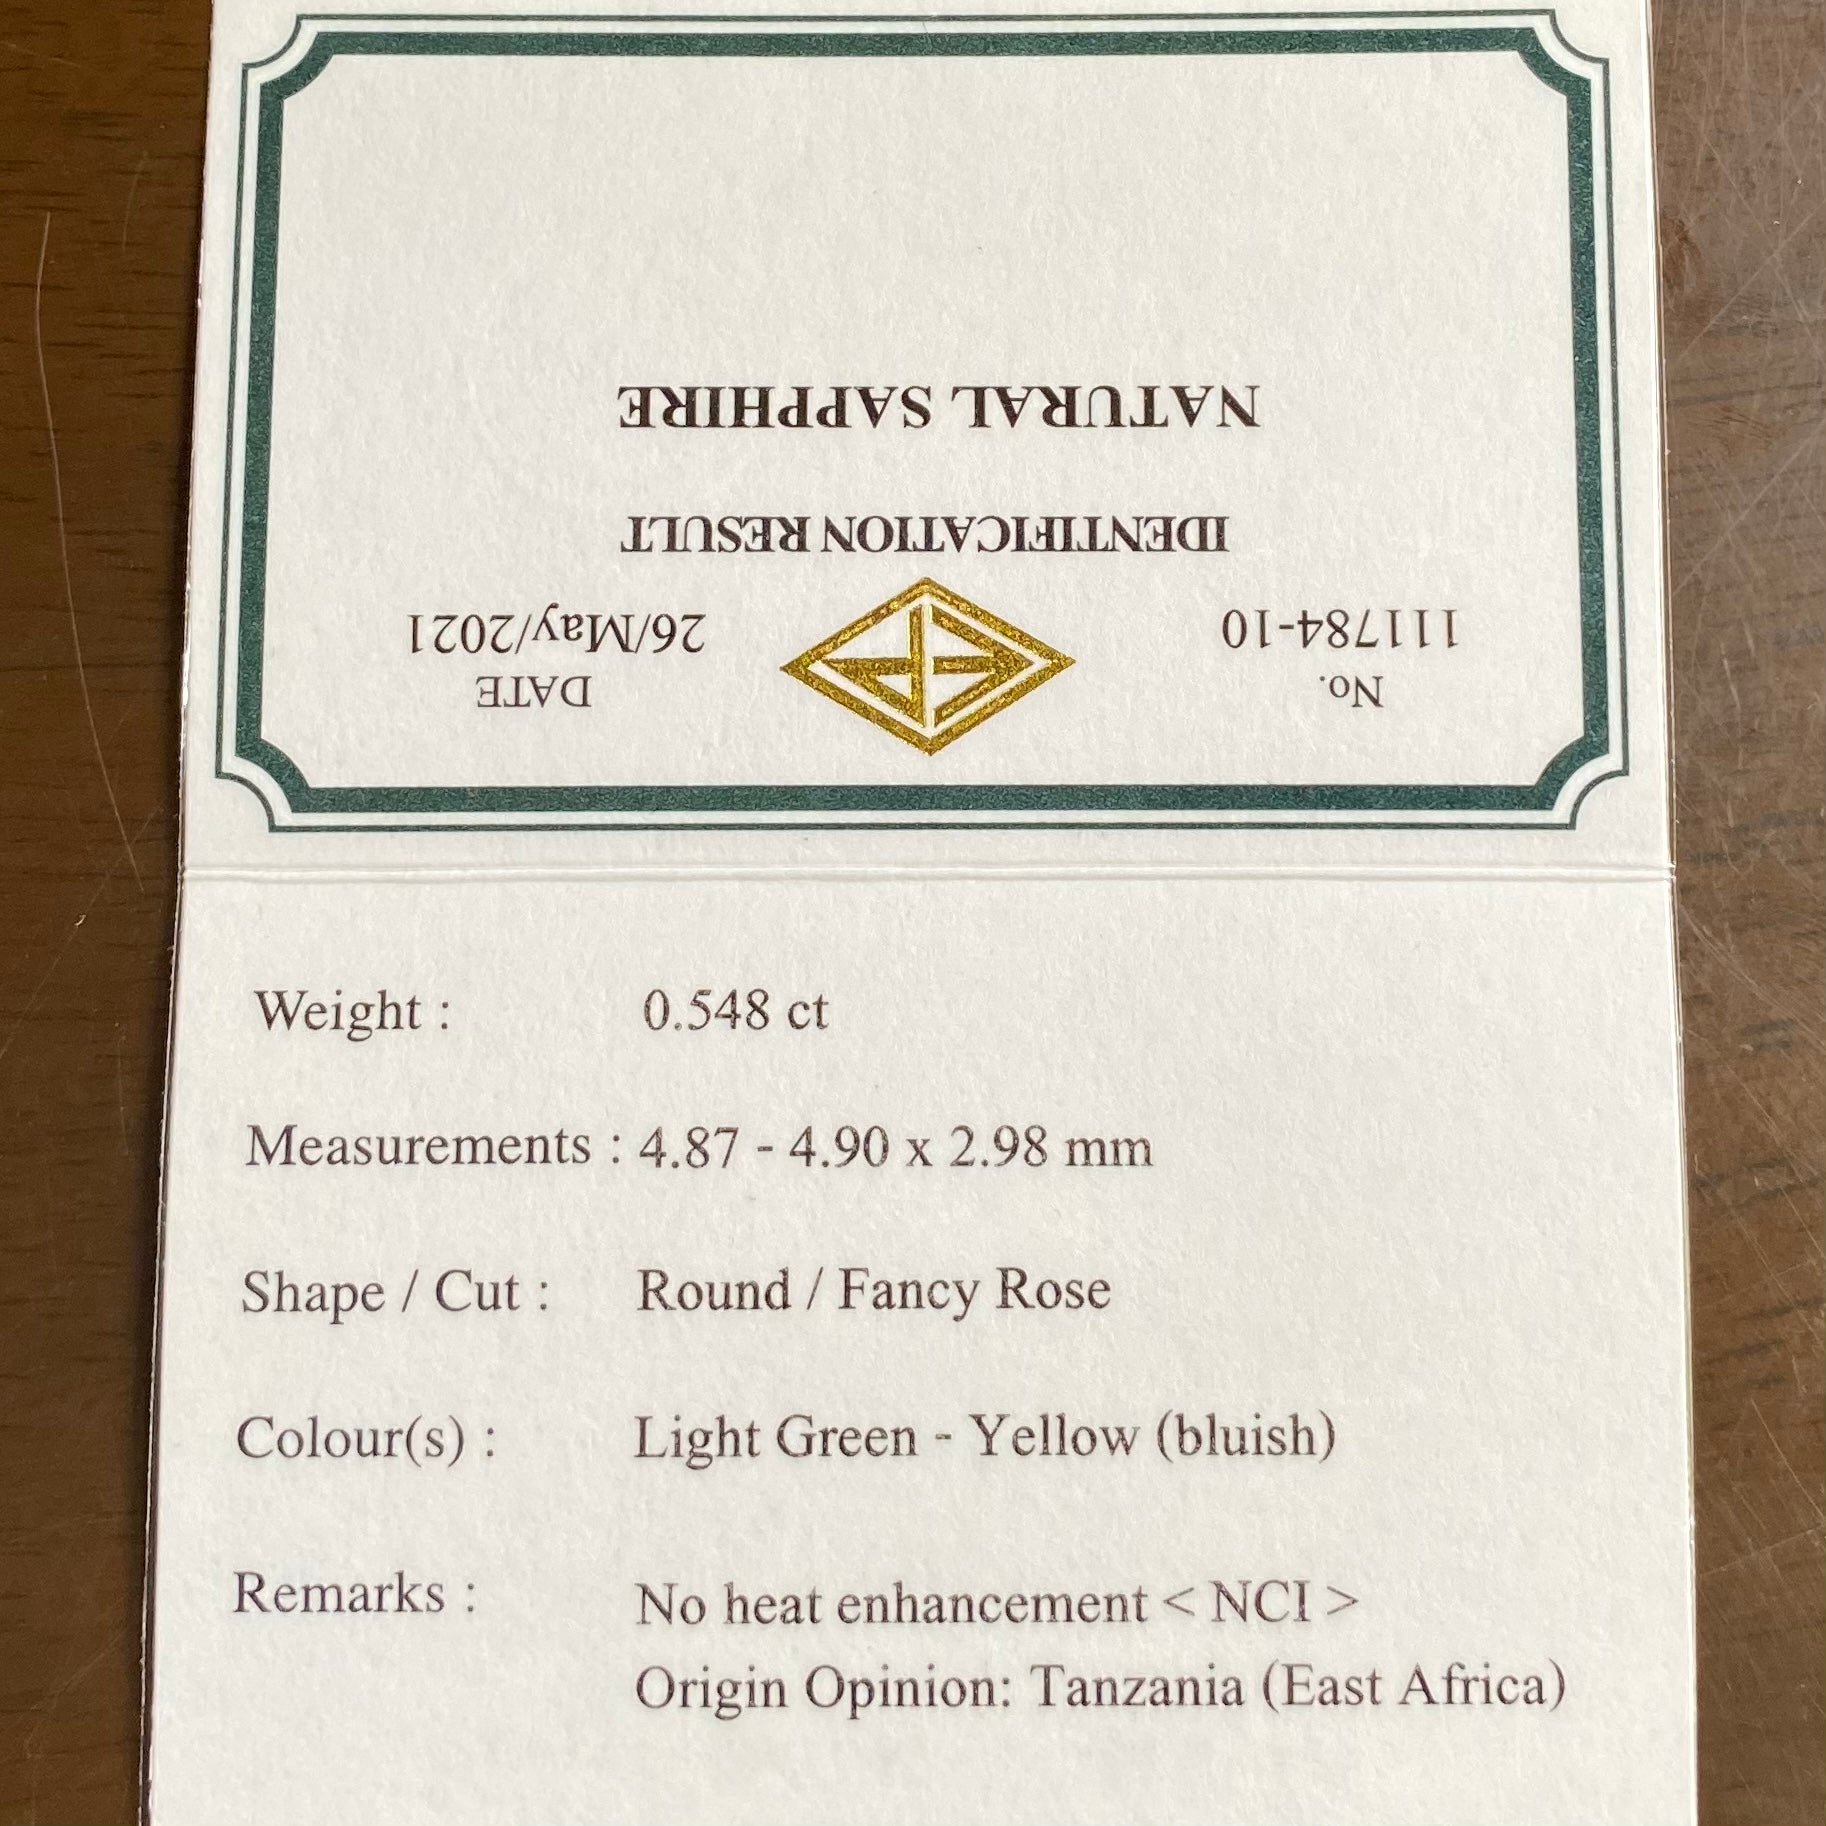 No.
DATE
111784-10
26/May/2021
IDENTIFICATION RESULT
NATURAL SAPPHIRE
Weight : 0.548 ct
Measurements : 4.87 - 4.90 x 2.98 mm
Shape / Cut : Round / Fancy Rose
Colour(s) : Light Green - Yellow (bluish)
Remarks : No heat enhancement < NCI >
Origin Opinion: Tanzania (East Africa)